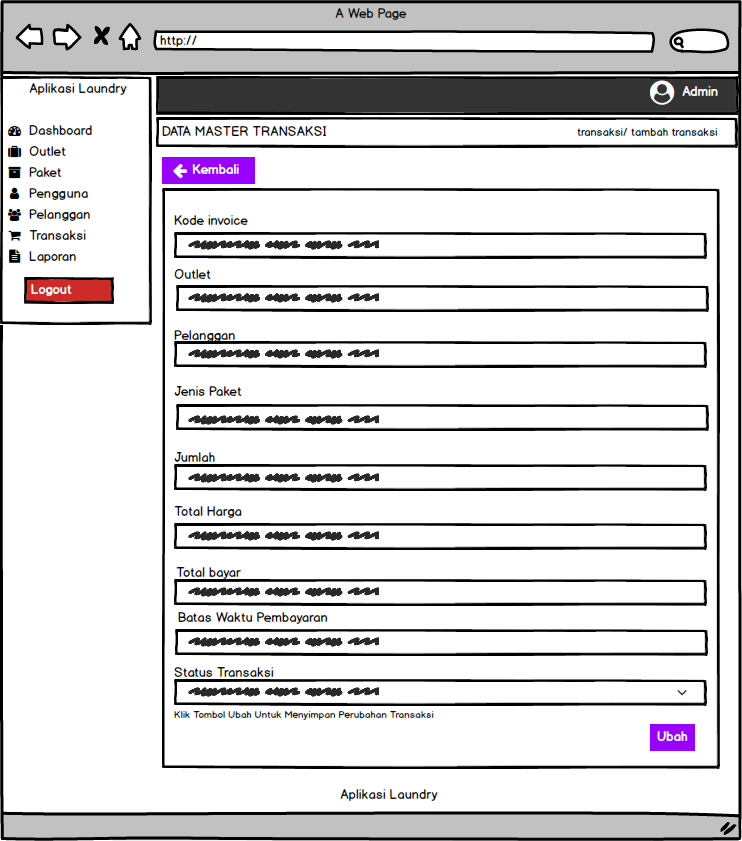 A Web Page
http://
Aplikasi Laundry
Dashboard
Outlet
Paket
Pengguna
Pelanggan
Transaksi
Laporan
Logout
Admin
DATA MASTER TRANSAKSI
transaksi/ tambah transaksi
Kembali
Kode invoice
Outlet
Pelanggan
Jenis Paket
Jumlah
Total Harga
Total bayar
Batas Waktu Pembayaran
Status Transaksi
Klik Tombol Ubah Untuk Menyimpan Perubahan Transaksi
Ubah
Aplikasi Laundry